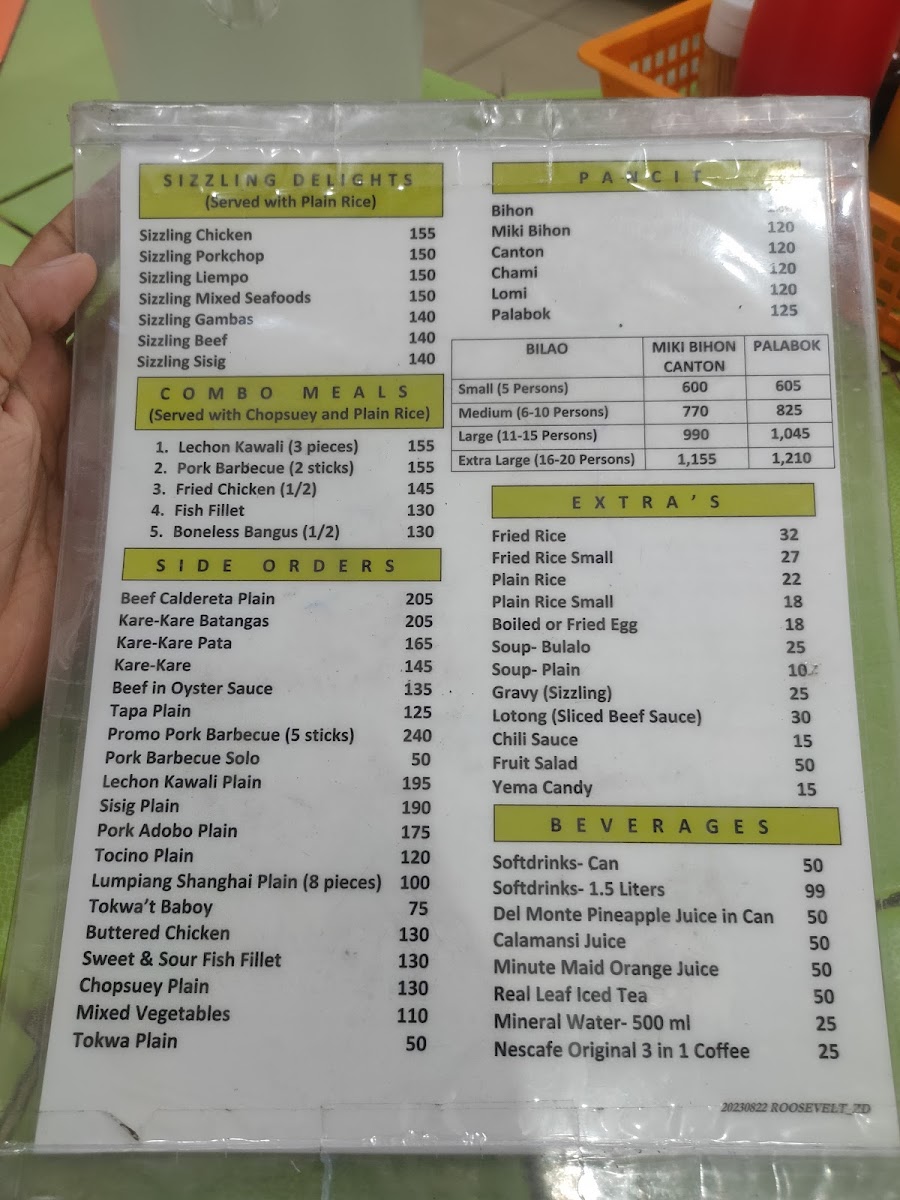 SIZZLING DELIGHTS
(Served with Plain Rice)
Sizzling Chicken 155
Sizzling Porkchop 150
Sizzling Liempo 150
Sizzling Mixed Seafoods 150
Sizzling Gambas 140
Sizzling Beef 140
Sizzling Sisig 140
COMBO MEALS
(Served with Chopsuey and Plain Rice)
1. Lechon Kawali (3 pieces) 155
2. Pork Barbecue (2 sticks) 155
3. Fried Chicken (1/2) 145
4. Fish Fillet 130
5. Boneless Bangus (1/2) 130
SIDE ORDERS
Beef Caldereta Plain 205
Kare-Kare Batangas 205
Kare-Kare Pata 165
Kare-Kare 145
Beef in Oyster Sauce 135
Tapa Plain 125
Promo Pork Barbecue (5 sticks) 240
Pork Barbecue Solo 50
Lechon Kawali Plain 195
Sisig Plain 190
Pork Adobo Plain 175
Tocino Plain 120
Lumpiang Shanghai Plain (8 pieces) 100
Tokwa't Baboy 75
Buttered Chicken 130
Sweet & Sour Fish Fillet 130
Chopsuey Plain 130
Mixed Vegetables 110
Tokwa Plain 50
PANCIT
Bihon
Miki Bihon 120
Canton 120
Chami 120
Lomi 120
Palabok 125
BILAO MIKI BIHON CANTON PALABOK
Small (5 Persons) 600 605
Medium (6-10 Persons) 770 825
Large (11-15 Persons) 990 1,045
Extra Large (16-20 Persons) 1,155 1,210
EXTRA'S
Fried Rice 32
Fried Rice Small 27
Plain Rice 22
Plain Rice Small 18
Boiled or Fried Egg 18
Soup- Bulalo 25
Soup- Plain 10
Gravy (Sizzling) 25
Lotong (Sliced Beef Sauce) 30
Chili Sauce 15
Fruit Salad 50
Yema Candy 15
BEVERAGES
Softdrinks- Can 50
Softdrinks- 1.5 Liters 99
Del Monte Pineapple Juice in Can 50
Calamansi Juice 50
Minute Maid Orange Juice 50
Real Leaf Iced Tea 50
Mineral Water- 500 ml 25
Nescafe Original 3 in 1 Coffee 25
20230822 ROOSEVELT_ZD